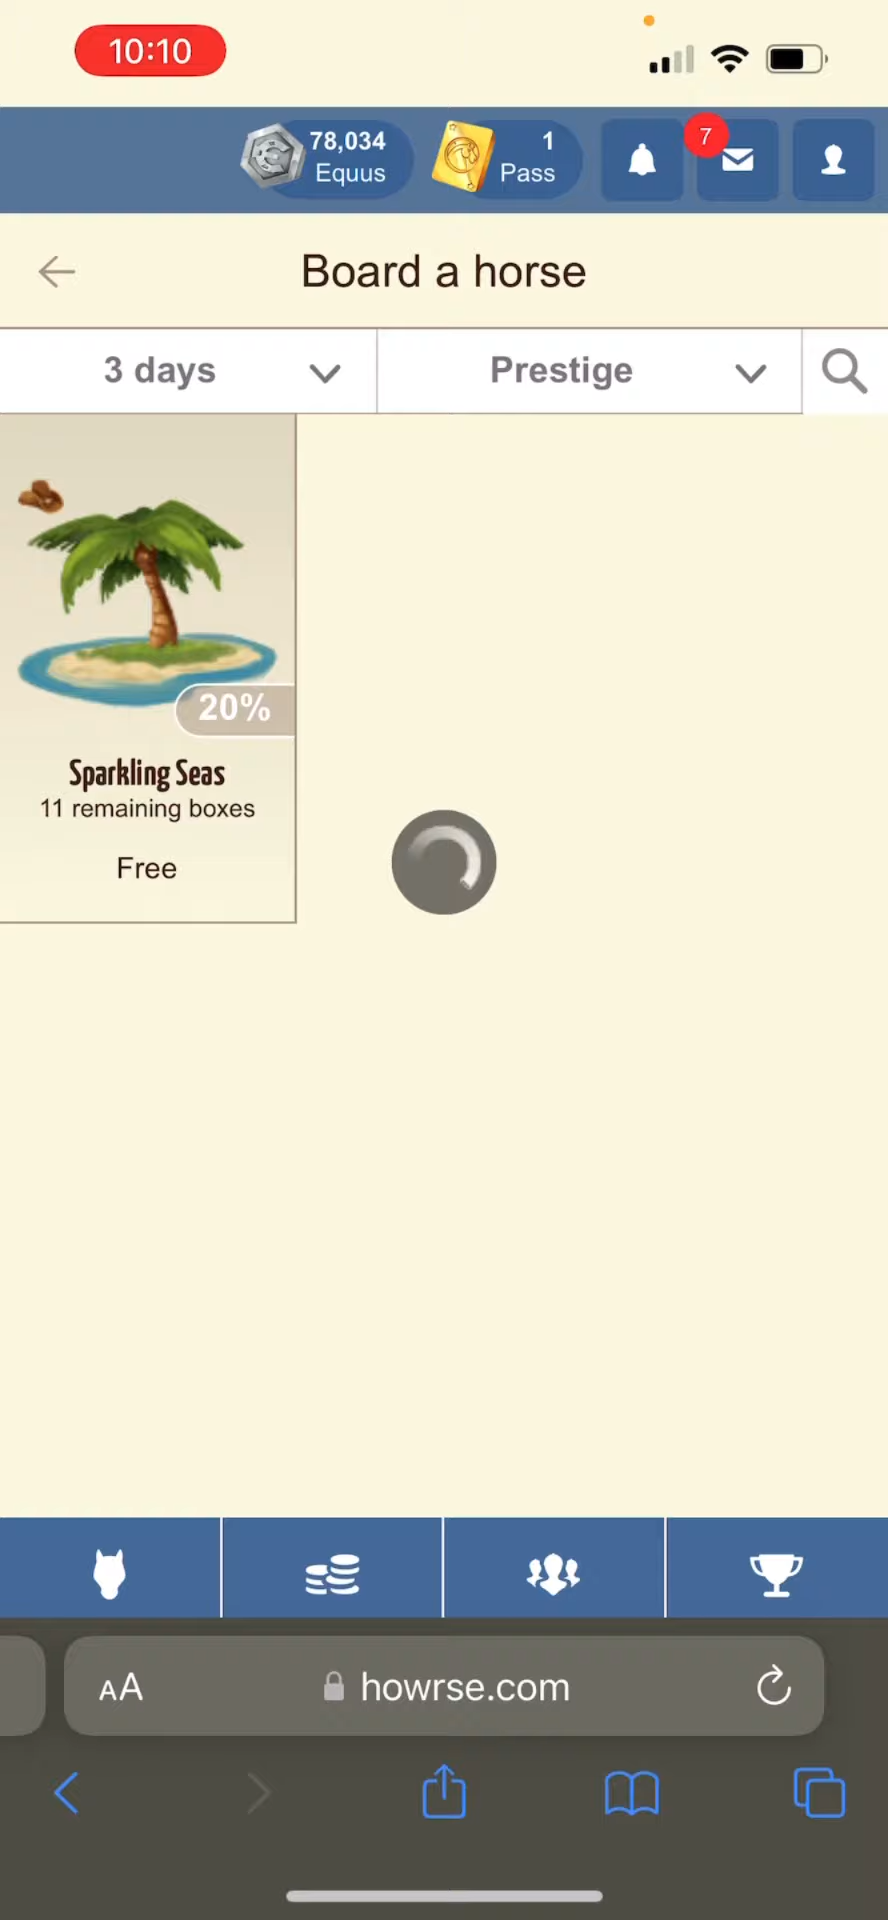 10:10
78,034
Equus
1
Pass
7
Board a horse
3 days
Prestige
20%
Sparkling Seas
11 remaining boxes
Free
AA
howrse.com